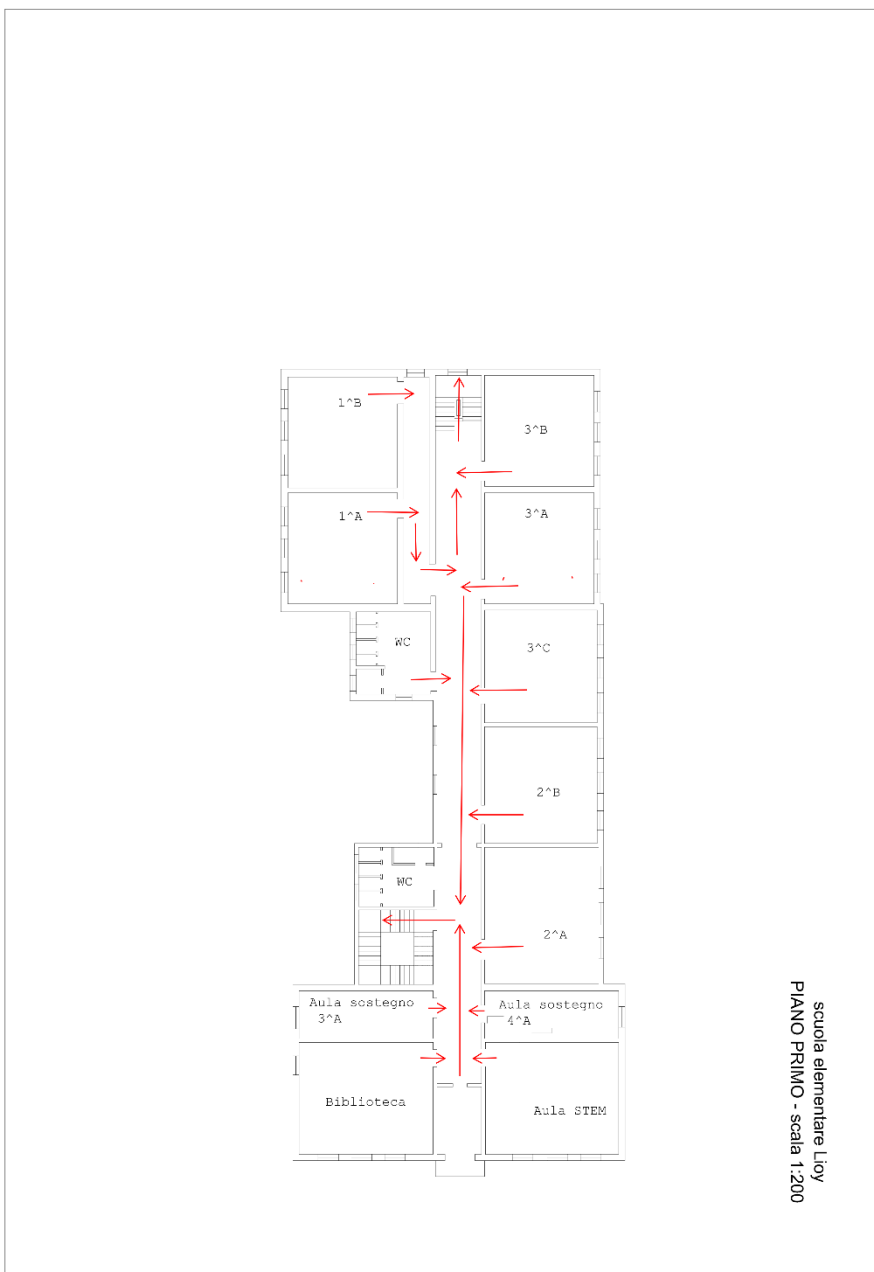 1^B
3^B
1^A
3^A
WC
3^C
2^B
WC
2^A
Aula sostegno
3^A
Aula sostegno
4^A
Biblioteca
Aula STEM
scuola elementare Lioy
PIANO PRIMO - scala 1:200